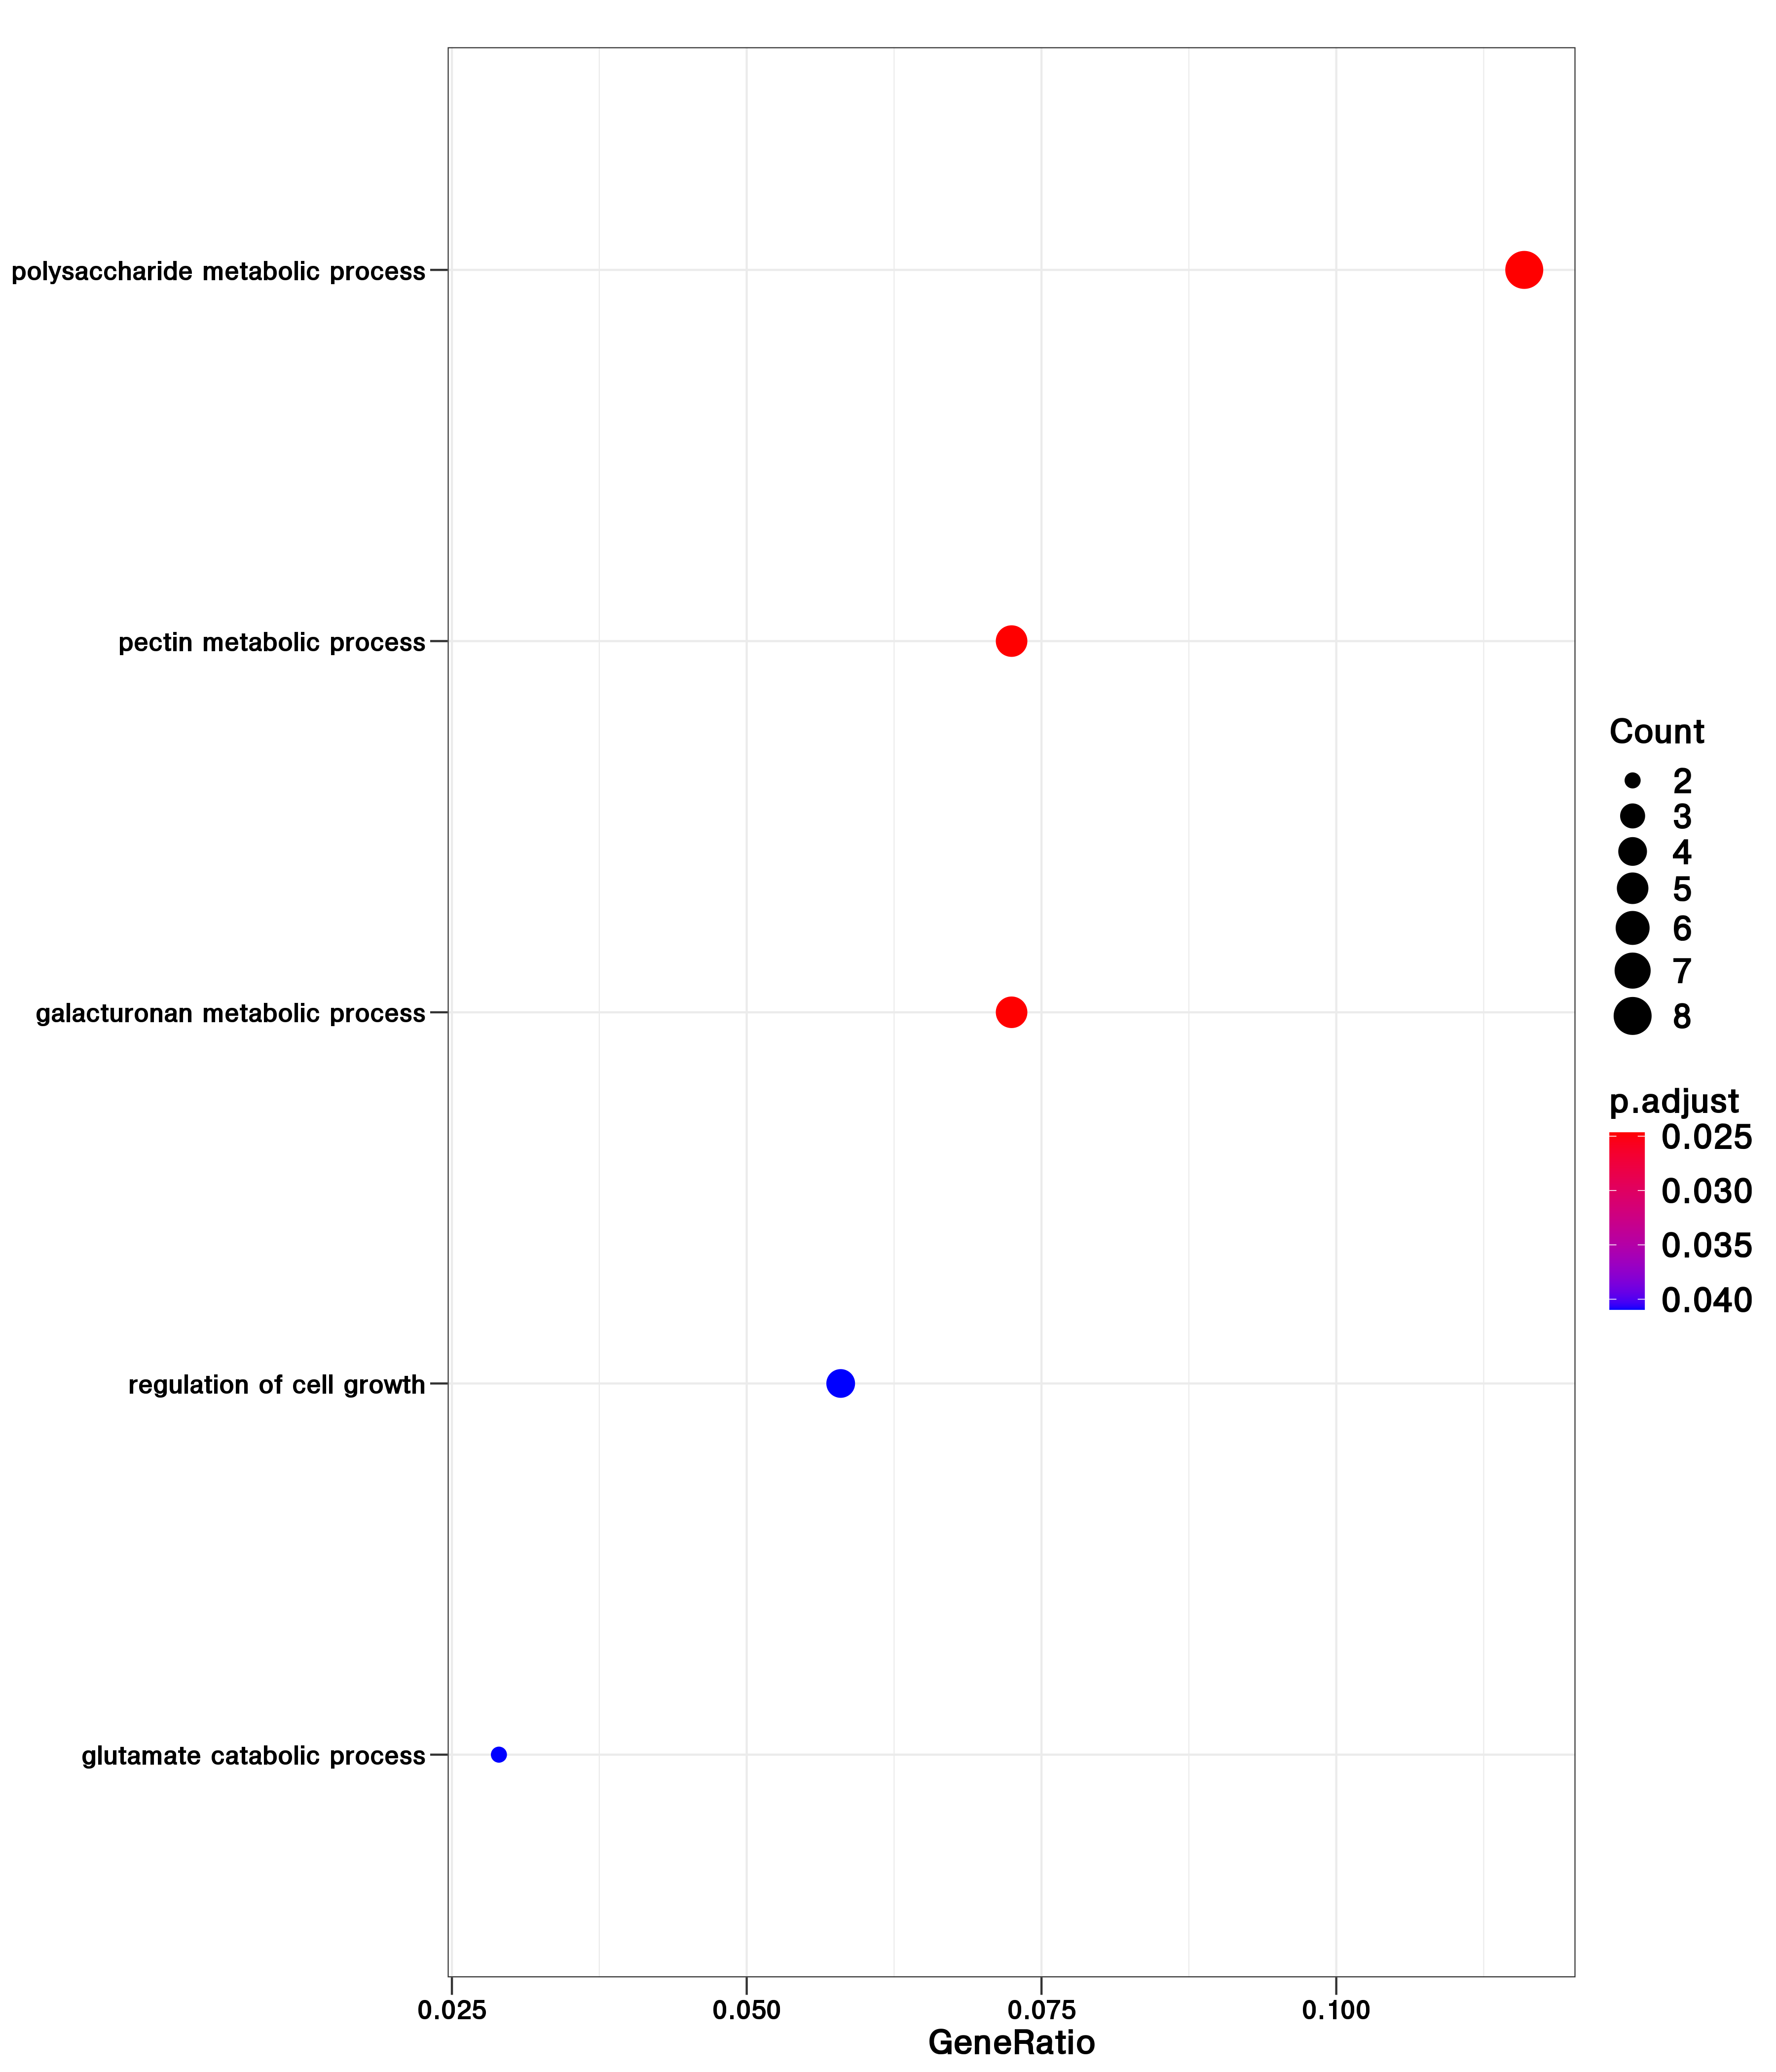 polysaccharide metabolic process
pectin metabolic process
galacturonan metabolic process
regulation of cell growth
glutamate catabolic process
0.025 0.050 0.075 0.100
GeneRatio
Count
2
3
4
5
6
7
8
p.adjust
0.025
0.030
0.035
0.040